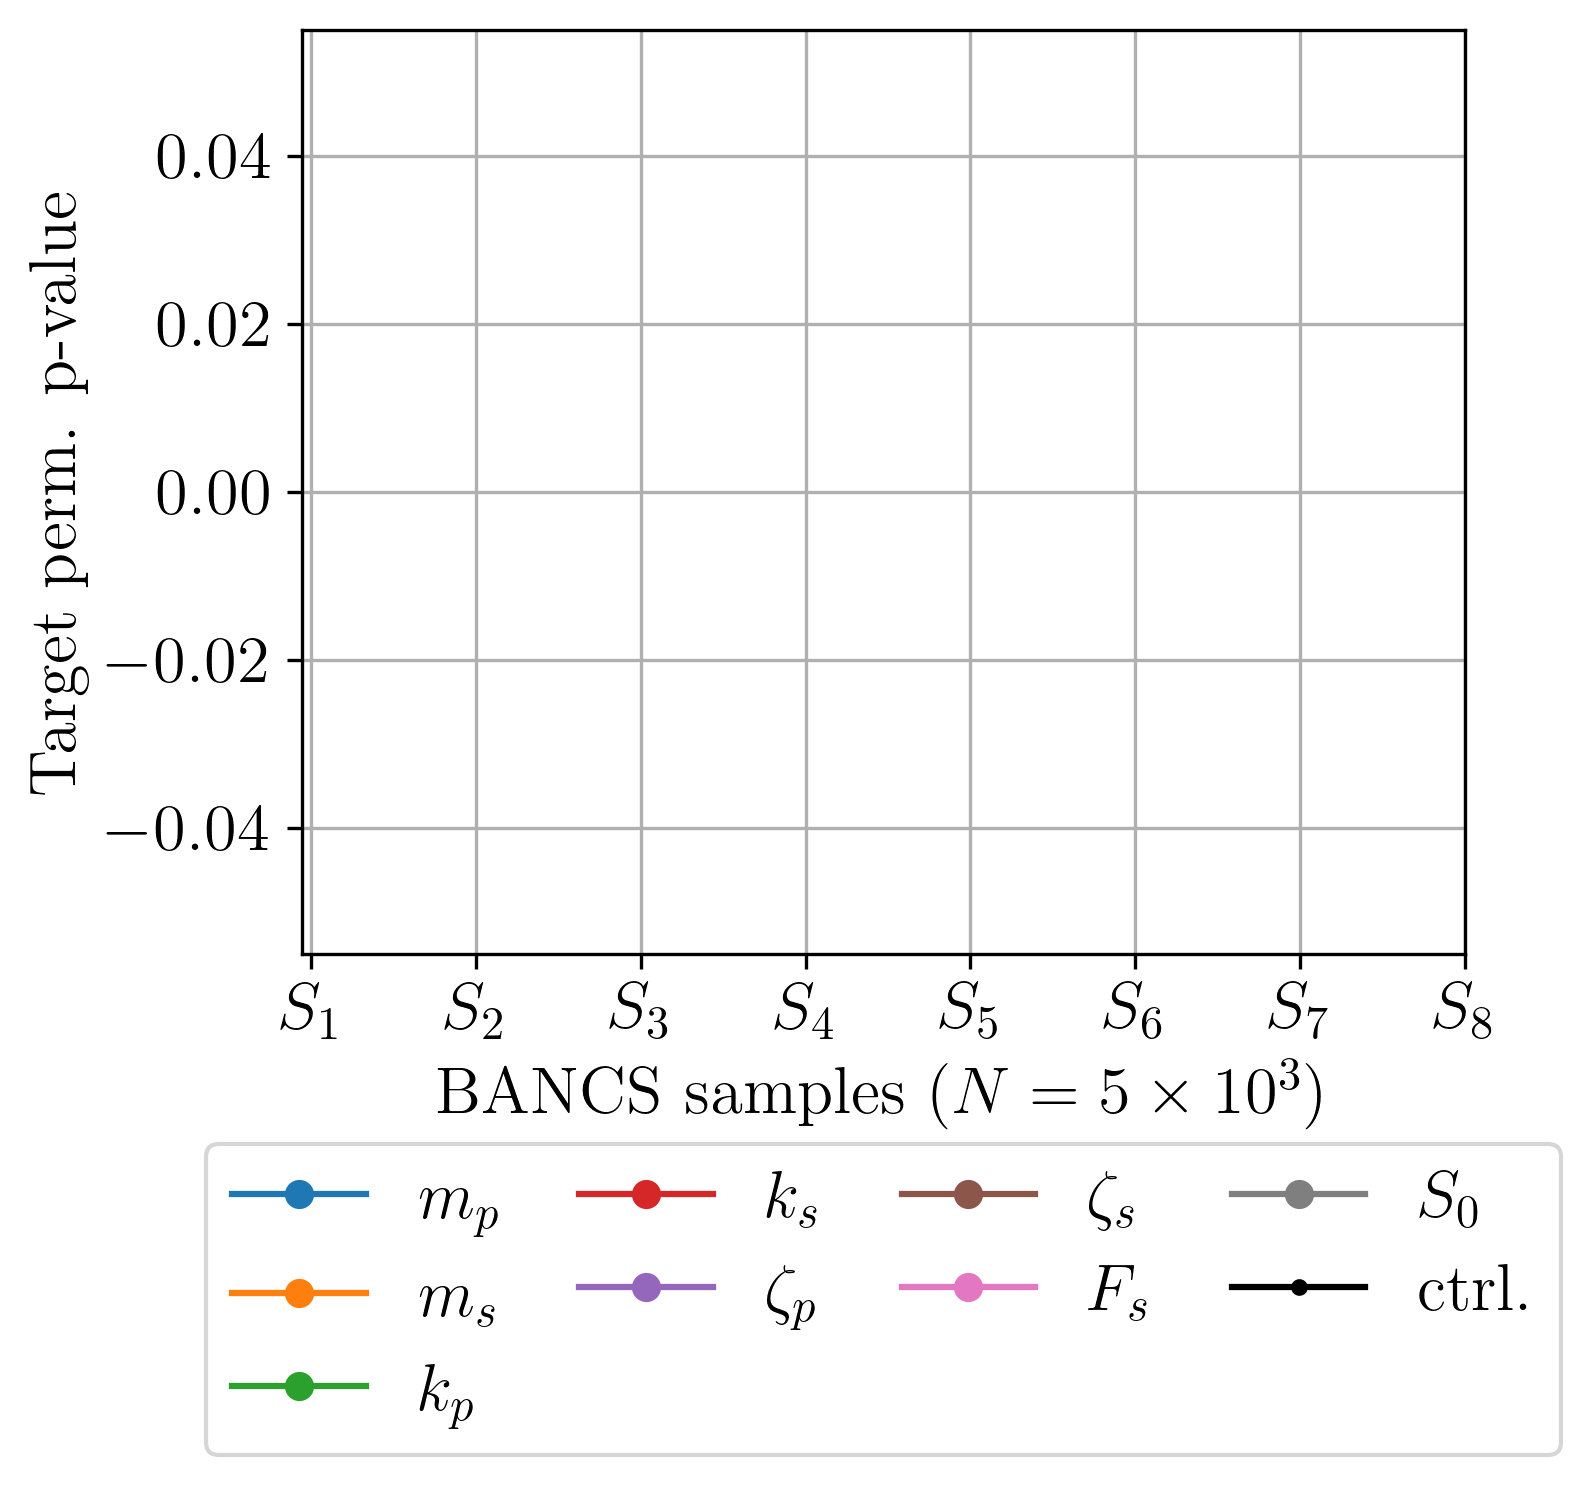 Target perm. p-value
0.04
0.02
0.00
−0.02
−0.04
S₁ S₂ S₃ S₄ S₅ S₆ S₇ S₈
BANCS samples (N = 5 × 10³)
mₚ kₛ ζₛ S₀
mₛ ζₚ Fₛ ctrl.
kₚ